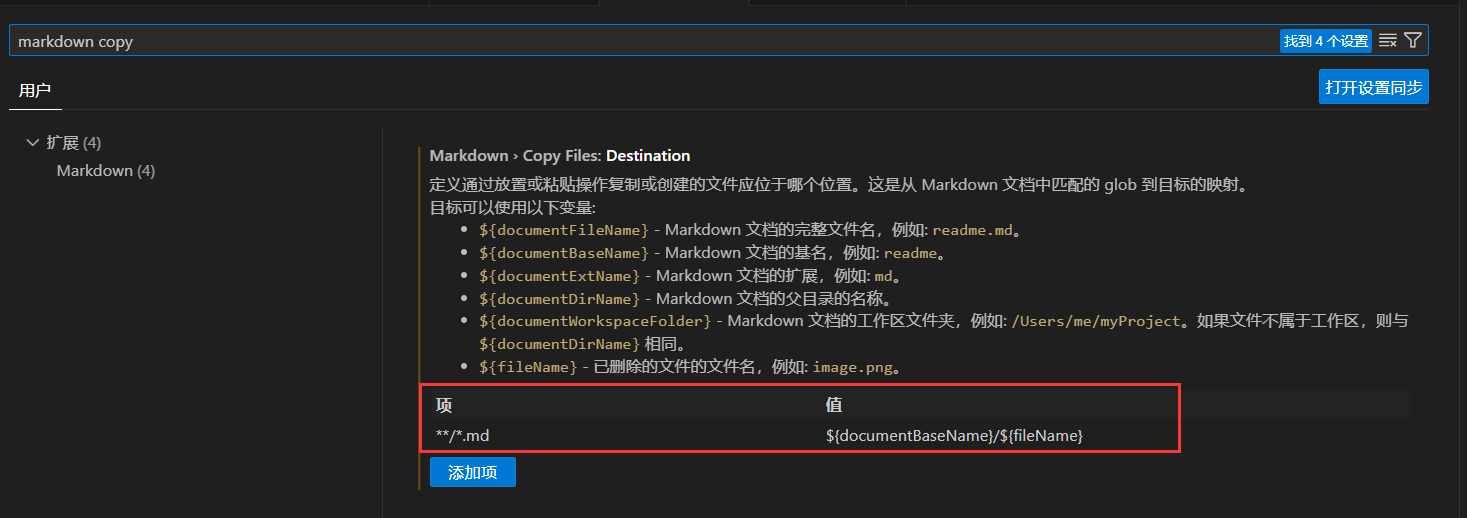 markdown copy
找到 4 个设置
用户
打开设置同步
扩展 (4)
Markdown (4)
Markdown › Copy Files: Destination
定义通过放置或粘贴操作复制或创建的文件应位于哪个位置。这是从 Markdown 文档中匹配的 glob 到目标的映射。
目标可以使用以下变量:
• ${documentFileName} - Markdown 文档的完整文件名，例如: readme.md。
• ${documentBaseName} - Markdown 文档的基名，例如: readme。
• ${documentExtName} - Markdown 文档的扩展，例如: md。
• ${documentDirName} - Markdown 文档的父目录的名称。
• ${documentWorkspaceFolder} - Markdown 文档的工作区文件夹，例如: /Users/me/myProject。如果文件不属于工作区，则与
${documentDirName} 相同。
• ${fileName} - 已删除的文件的文件名，例如: image.png。
项 值
**/*.md ${documentBaseName}/${fileName}
添加项